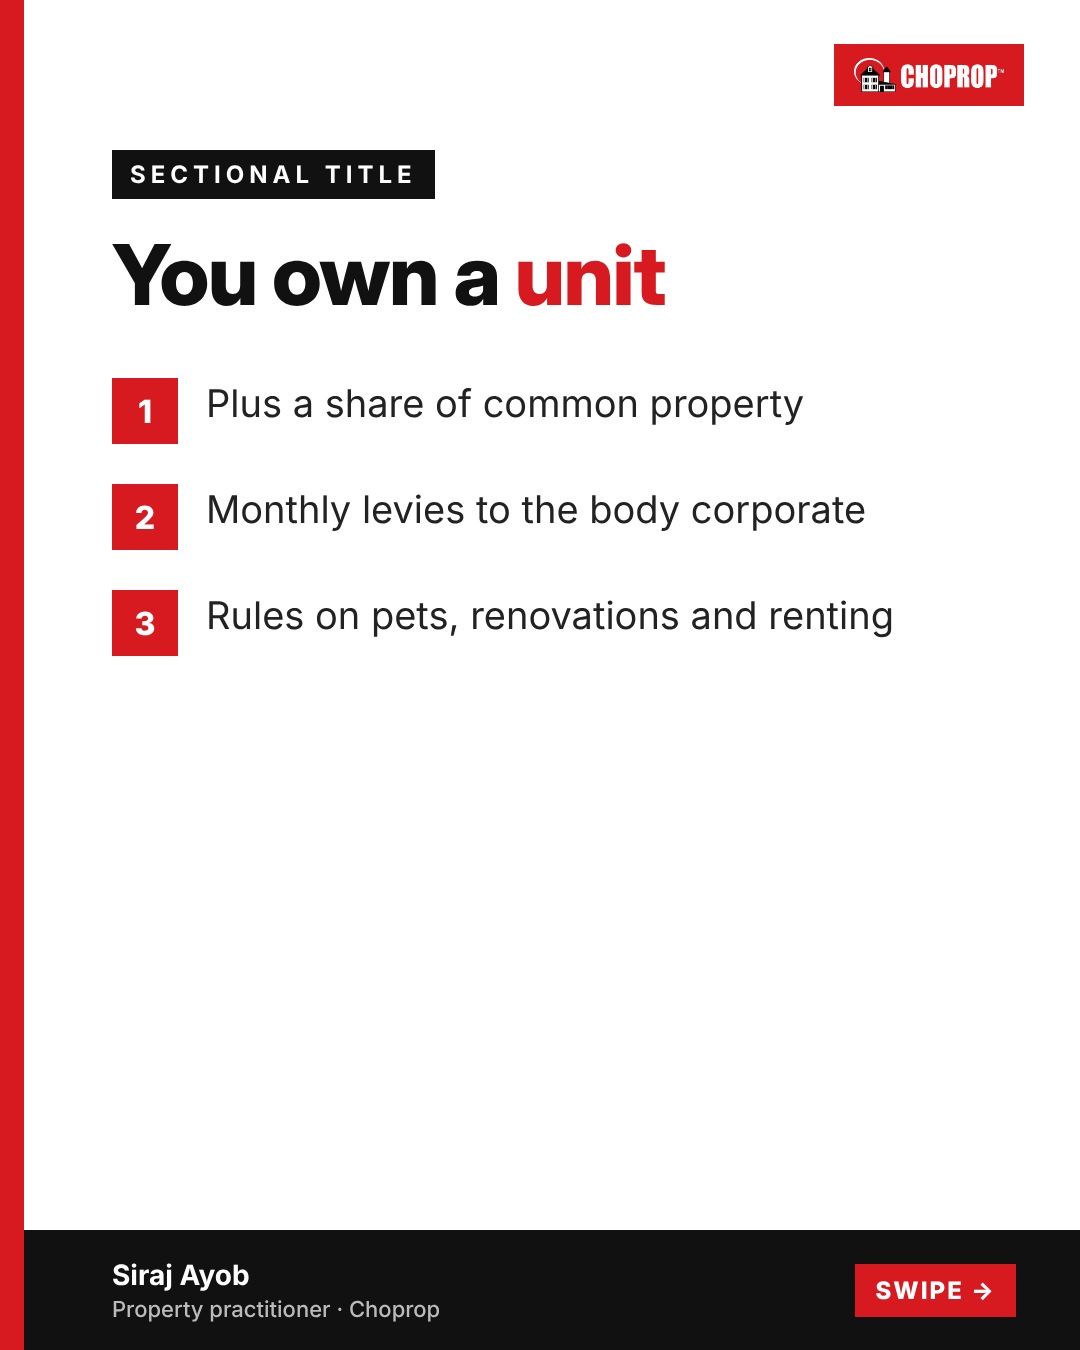 CHOPROP™
SECTIONAL TITLE
You own a unit
1 Plus a share of common property
2 Monthly levies to the body corporate
3 Rules on pets, renovations and renting
Siraj Ayob
Property practitioner · Choprop
SWIPE →